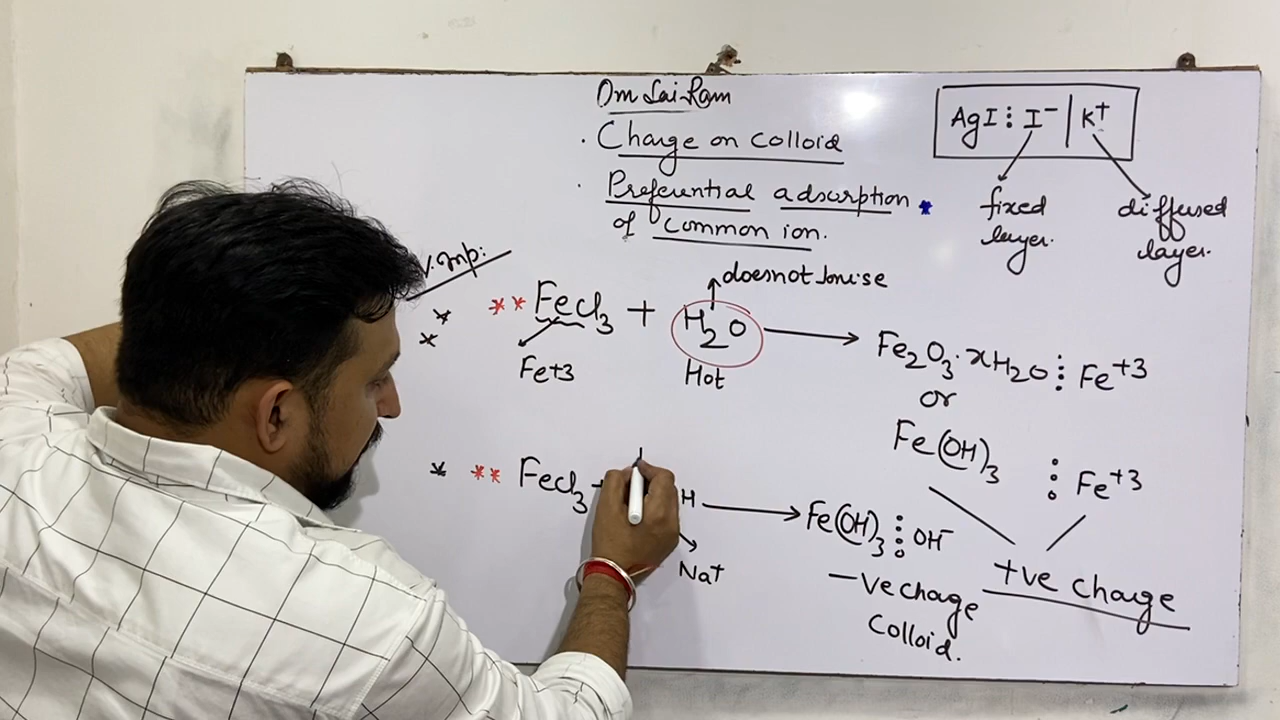 Om Sai Ram
· Charge on colloid
· Preferential adsorption *
of common ion.
AgI ⋮ I⁻ | K⁺
fixed layer.
diffused layer.
V. Imp:
doesnot Ionise
** FeCl₃ + H₂O ⟶ Fe₂O₃·xH₂O ⋮ Fe⁺³
Fe+3
Hot
or
Fe(OH)₃ ⋮ Fe⁺³
* ** FeCl₃ + H ⟶ Fe(OH)₃ ⋮ OH⁻
Na⁺
+ve charge
-ve charge
Colloid.